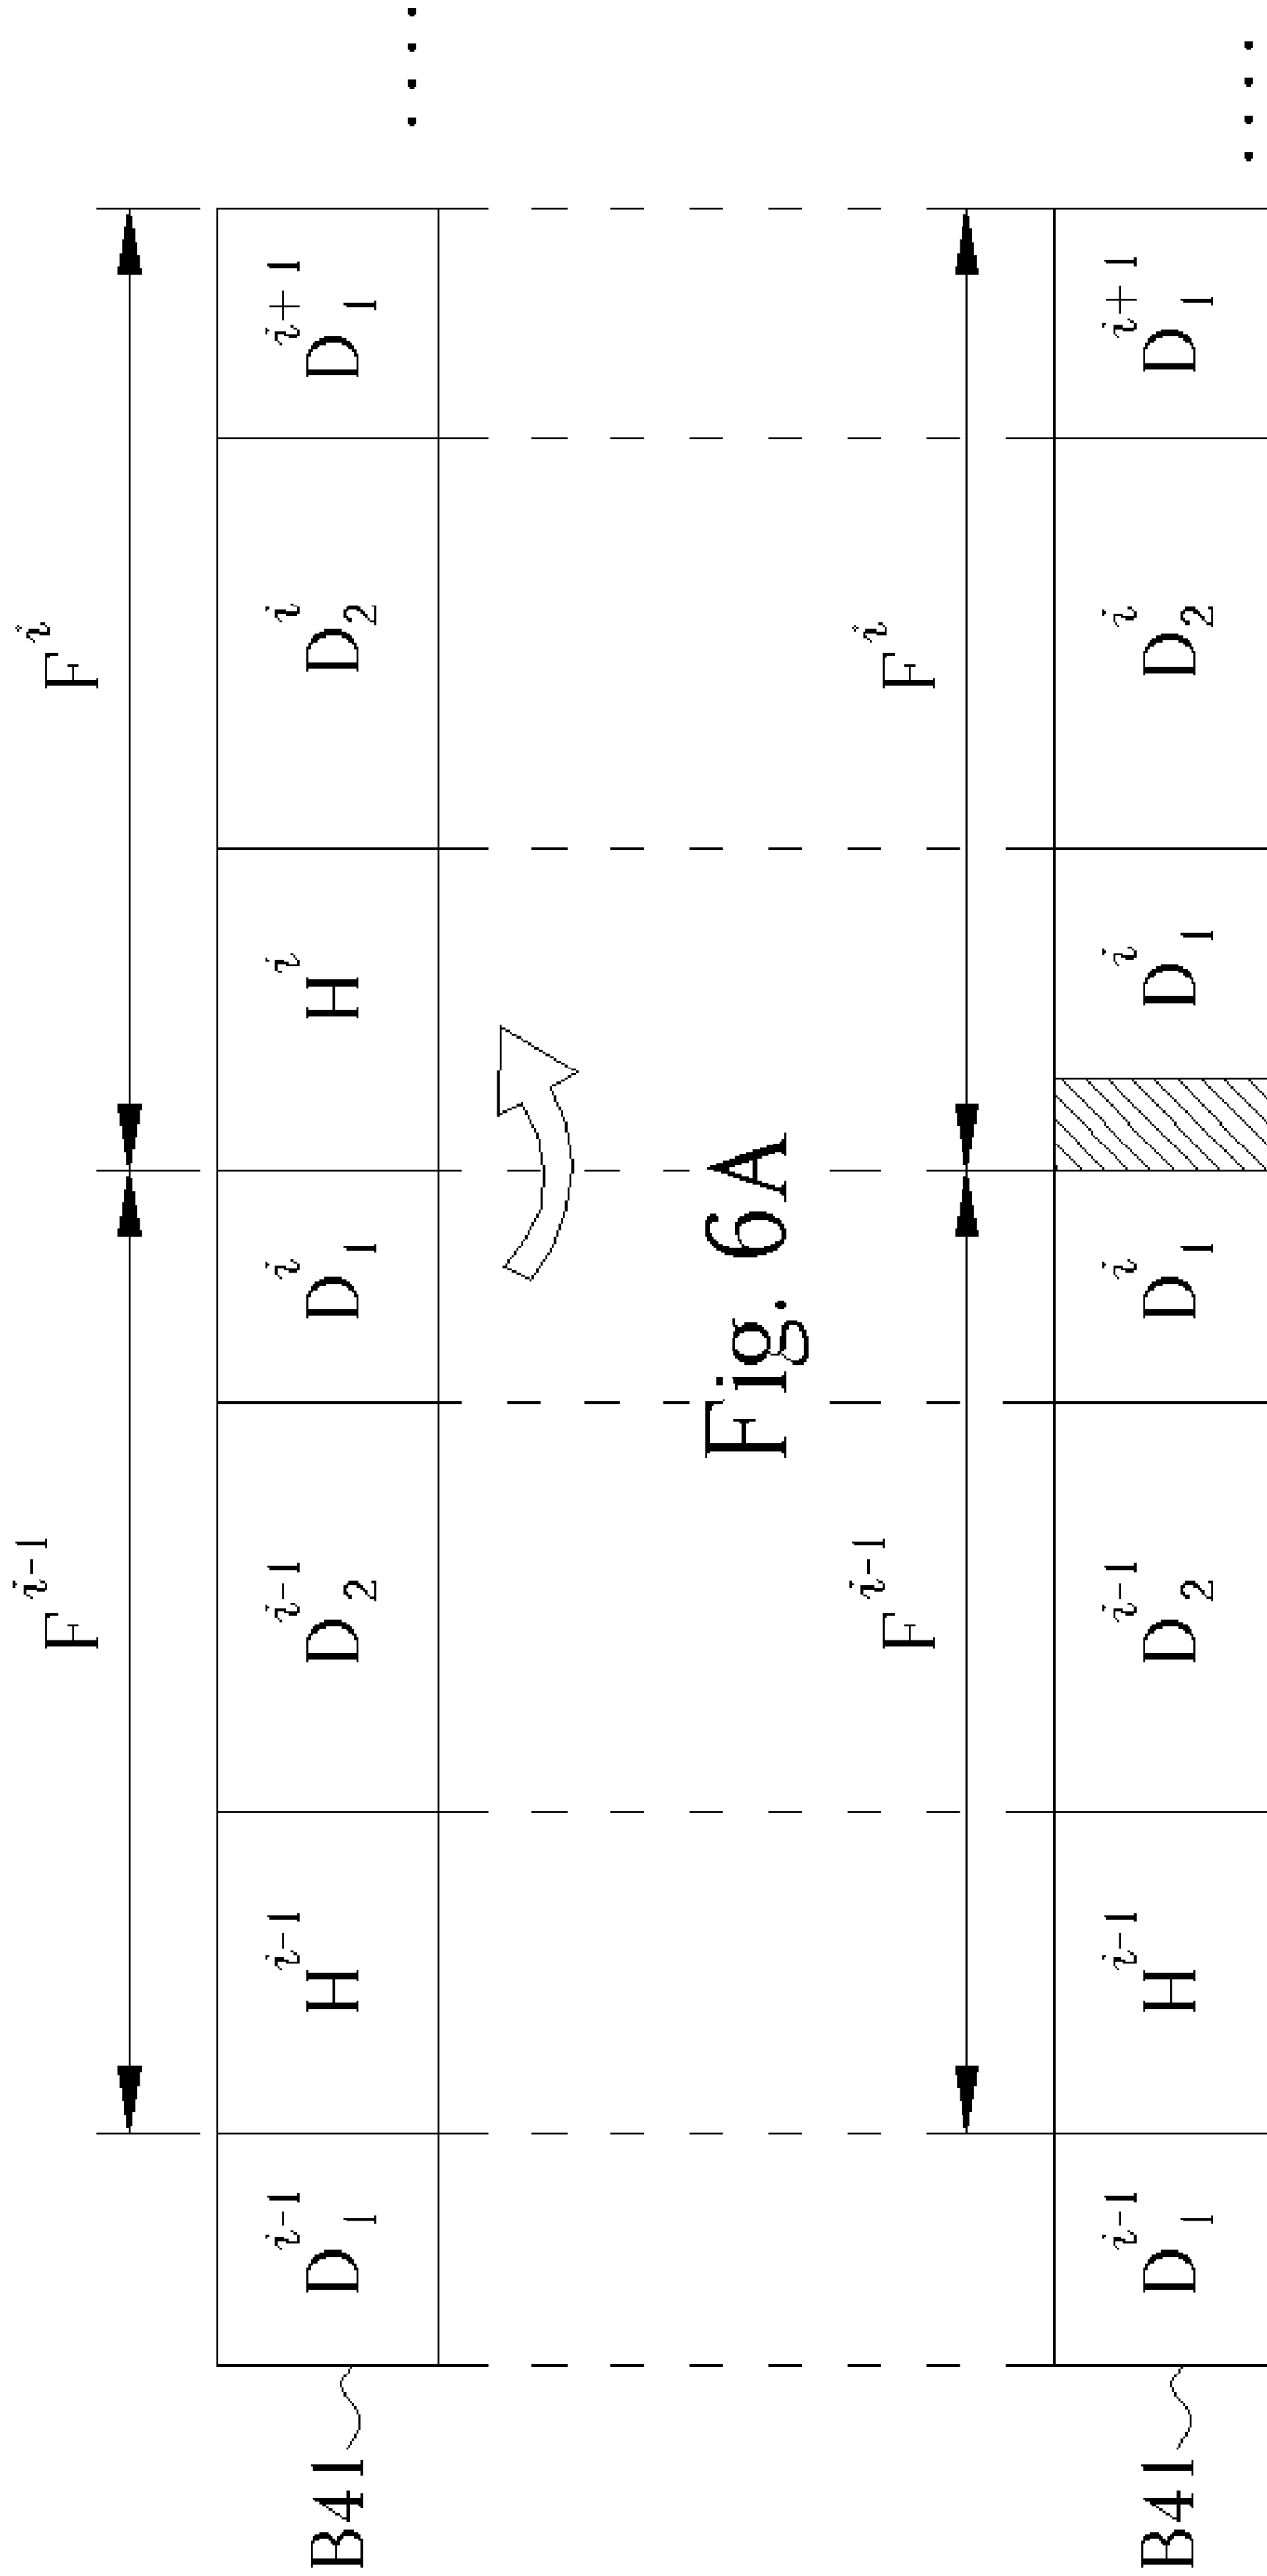 F^{i-1} F^{i}
B41 D_1^{i-1} H^{i-1} D_2^{i-1} D_1^{i} H^{i} D_2^{i} D_1^{i+1} ....
Fig. 6A
F^{i-1} F^{i}
B41 D_1^{i-1} H^{i-1} D_2^{i-1} D_1^{i} D_1^{i} D_2^{i} D_1^{i+1} ....